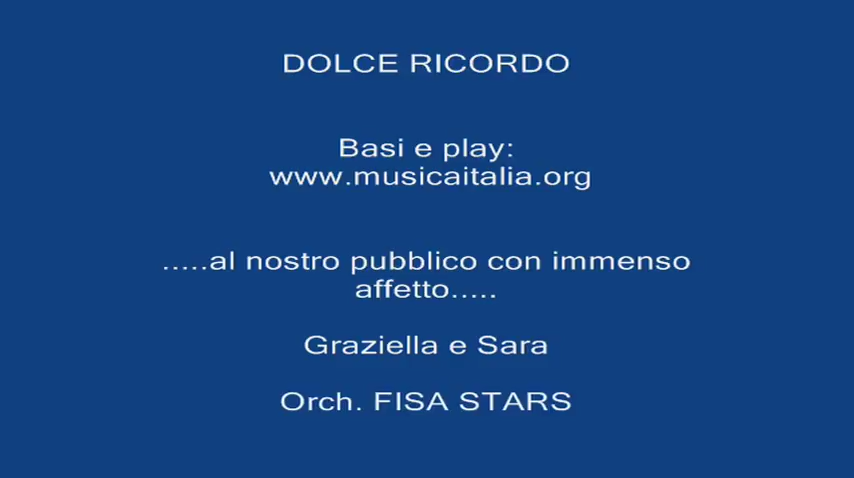 DOLCE RICORDO
Basi e play:
www.musicaitalia.org
.....al nostro pubblico con immenso
affetto.....
Graziella e Sara
Orch. FISA STARS